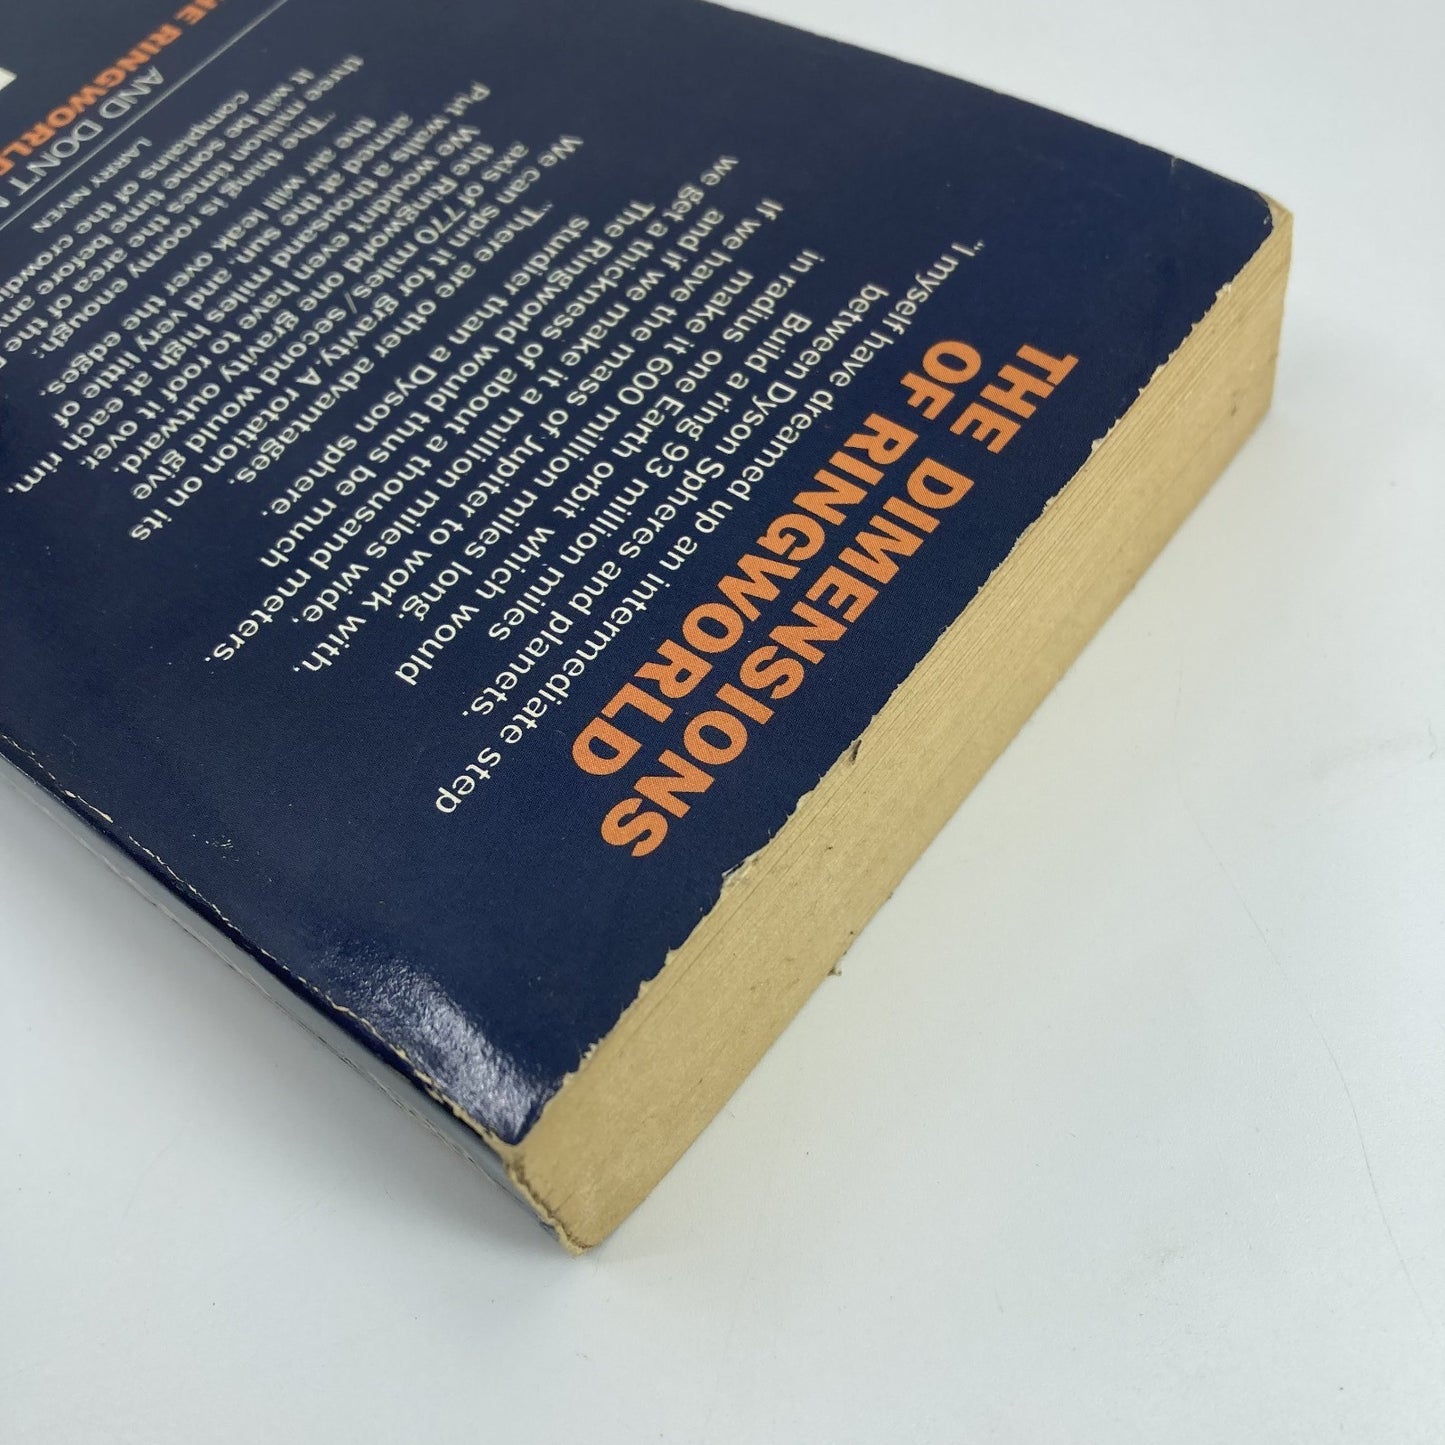 THE DIMENSIONS
OF RINGWORLD
"I myself have dreamed up an intermediate step
between Dyson Spheres and planets.
Build a ring 93 million miles
in radius one Earth orbit which would
make it 600 million miles long.
If we have the mass of Jupiter to work with,
and if we make it a million miles wide,
we get a thickness of about a thousand meters.
The Ringworld would thus be much
sturdier than a Dyson sphere.
"There are other advantages.
We can spin it for gravity. A rotation on its
axis of 770 miles/second would give
the Ringworld one gravity outward.
We wouldn't even have to roof it over.
Put walls a thousand miles high at each rim,
aimed at the sun, and very little of
the air will leak over the edges.
"The thing is roomy enough:
three million times the area of the
It will be some time before any
complains of the crowdi
LARRY NIVEN
AND DON'T
HE RINGWORLD